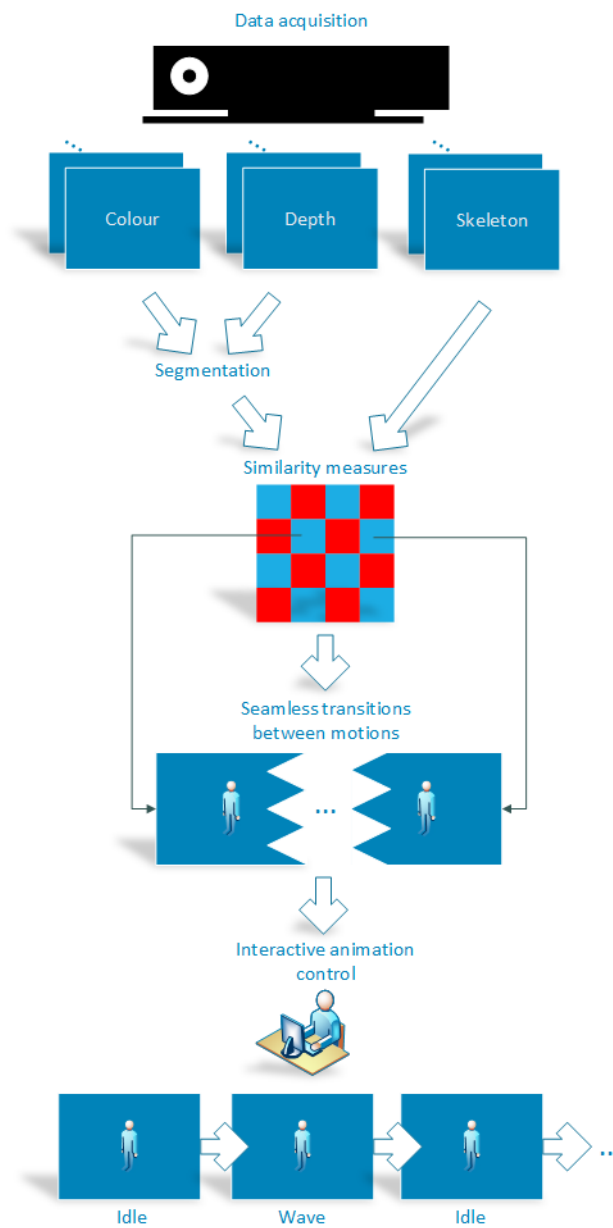 Data acquisition
Colour
Depth
Skeleton
Segmentation
Similarity measures
Seamless transitions
between motions
...
Interactive animation
control
...
Idle
Wave
Idle